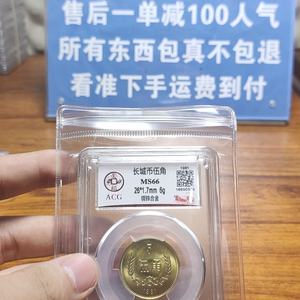 售后一单减100人气
所有东西包真不包退
看准下手运费到付
长城币伍角
MS66
26*1.7mm 6g
铜锌合金
ACG
1981